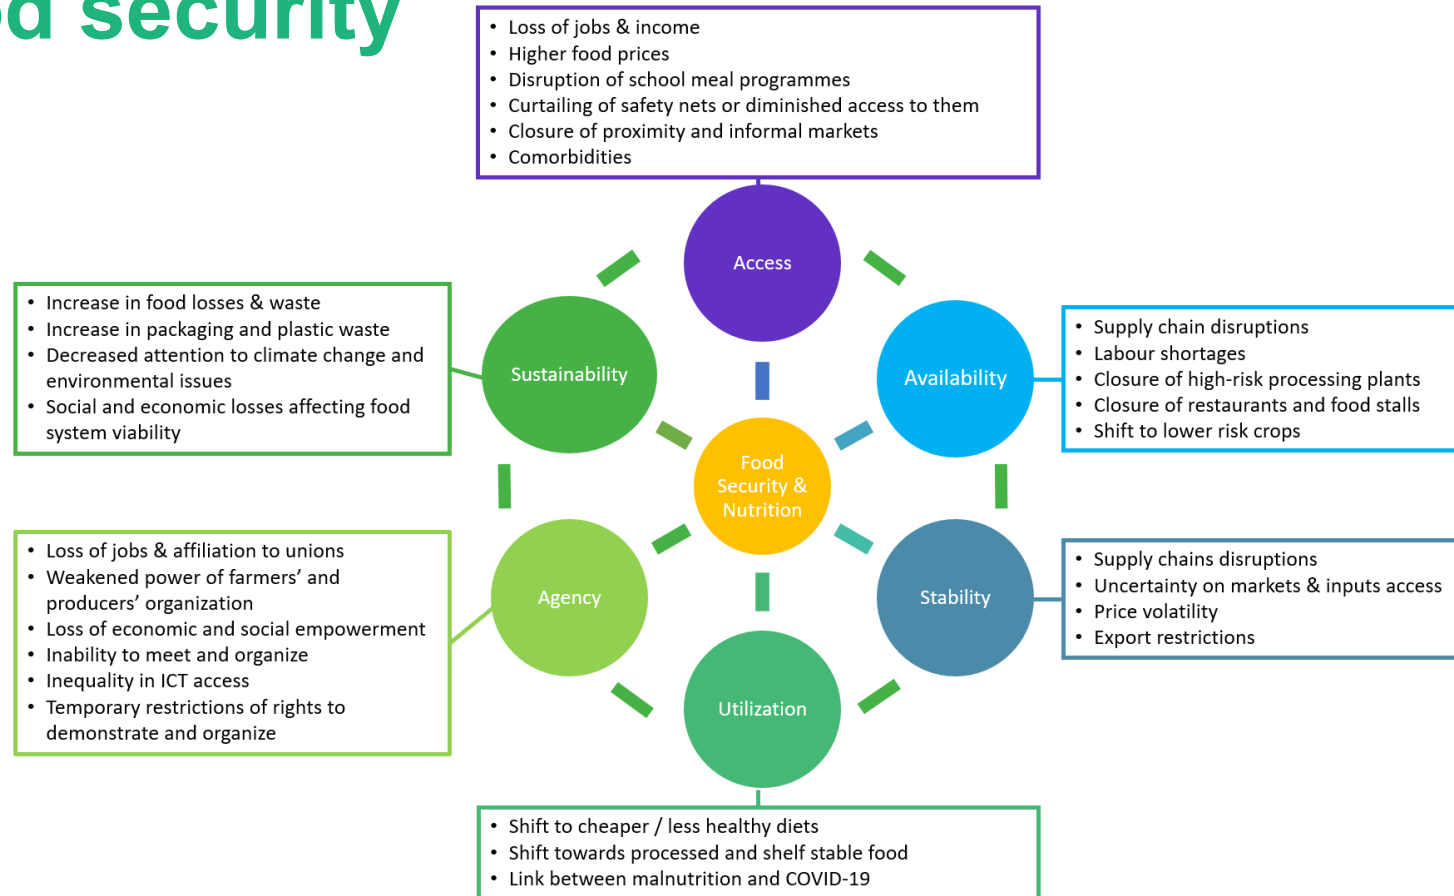 security
• Loss of jobs & income
• Higher food prices
• Disruption of school meal programmes
• Curtailing of safety nets or diminished access to them
• Closure of proximity and informal markets
• Comorbidities
Access
• Increase in food losses & waste
• Increase in packaging and plastic waste
• Decreased attention to climate change and
environmental issues
• Social and economic losses affecting food
system viability
Sustainability
Availability
• Supply chain disruptions
• Labour shortages
• Closure of high-risk processing plants
• Closure of restaurants and food stalls
• Shift to lower risk crops
Food
Security &
Nutrition
• Loss of jobs & affiliation to unions
• Weakened power of farmers’ and
producers’ organization
• Loss of economic and social empowerment
• Inability to meet and organize
• Inequality in ICT access
• Temporary restrictions of rights to
demonstrate and organize
Agency
Stability
• Supply chains disruptions
• Uncertainty on markets & inputs access
• Price volatility
• Export restrictions
Utilization
• Shift to cheaper / less healthy diets
• Shift towards processed and shelf stable food
• Link between malnutrition and COVID-19